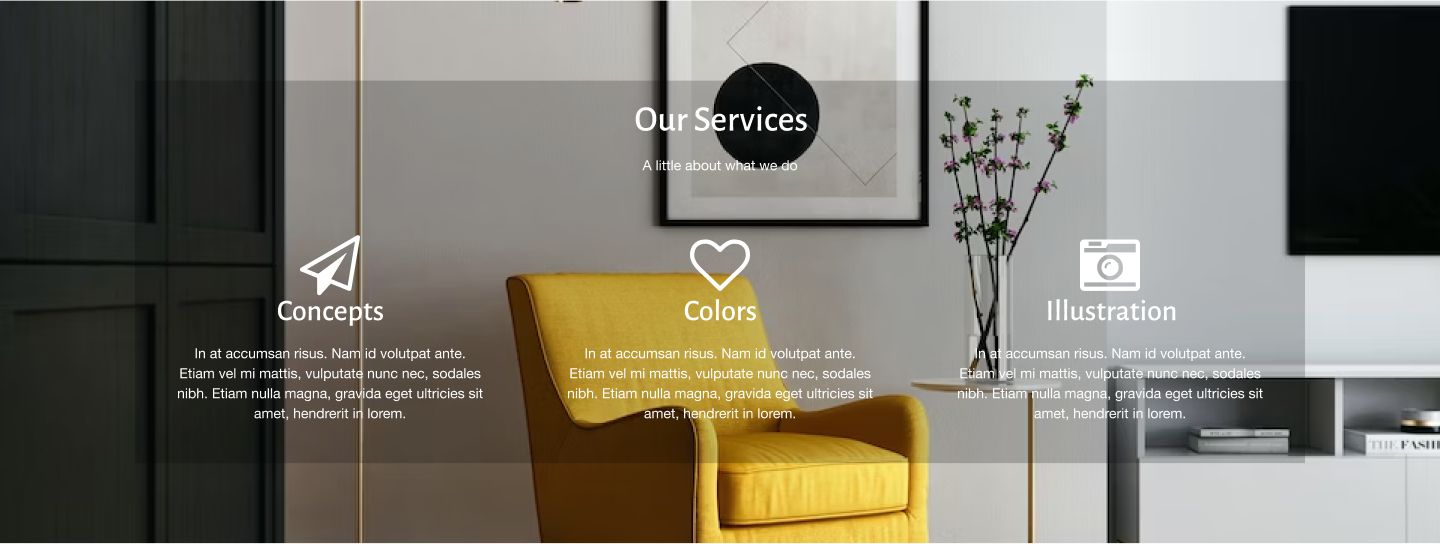 Our Services
A little about what we do
Concepts
In at accumsan risus. Nam id volutpat ante.
Etiam vel mi mattis, vulputate nunc nec, sodales
nibh. Etiam nulla magna, gravida eget ultricies sit
amet, hendrerit in lorem.
Colors
In at accumsan risus. Nam id volutpat ante.
Etiam vel mi mattis, vulputate nunc nec, sodales
nibh. Etiam nulla magna, gravida eget ultricies sit
amet, hendrerit in lorem.
Illustration
In at accumsan risus. Nam id volutpat ante.
Etiam vel mi mattis, vulputate nunc nec, sodales
nibh. Etiam nulla magna, gravida eget ultricies sit
amet, hendrerit in lorem.
THE FASHI